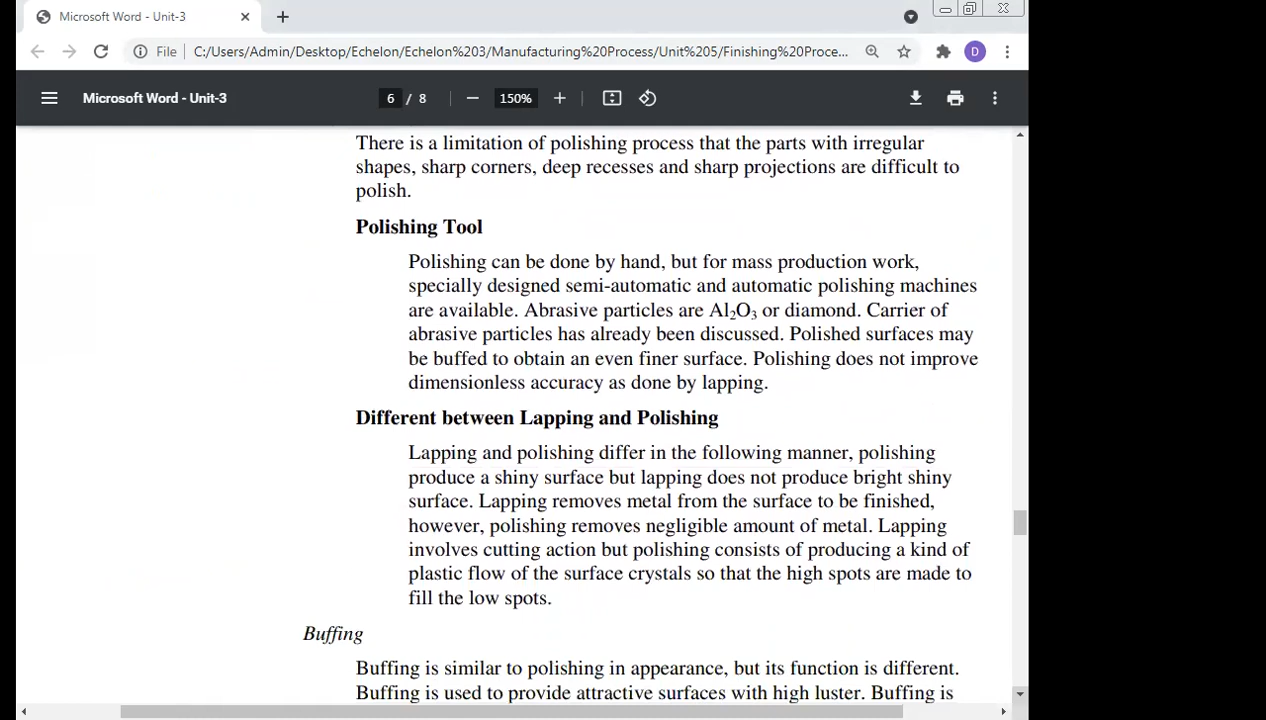 Microsoft Word - Unit-3
File C:/Users/Admin/Desktop/Echelon/Echelon%203/Manufacturing%20Process/Unit%205/Finishing%20Proce...
D
Microsoft Word - Unit-3 6 / 8 150%
There is a limitation of polishing process that the parts with irregular
shapes, sharp corners, deep recesses and sharp projections are difficult to
polish.
Polishing Tool
Polishing can be done by hand, but for mass production work,
specially designed semi-automatic and automatic polishing machines
are available. Abrasive particles are Al₂O₃ or diamond. Carrier of
abrasive particles has already been discussed. Polished surfaces may
be buffed to obtain an even finer surface. Polishing does not improve
dimensionless accuracy as done by lapping.
Different between Lapping and Polishing
Lapping and polishing differ in the following manner, polishing
produce a shiny surface but lapping does not produce bright shiny
surface. Lapping removes metal from the surface to be finished,
however, polishing removes negligible amount of metal. Lapping
involves cutting action but polishing consists of producing a kind of
plastic flow of the surface crystals so that the high spots are made to
fill the low spots.
Buffing
Buffing is similar to polishing in appearance, but its function is different.
Buffing is used to provide attractive surfaces with high luster. Buffing is